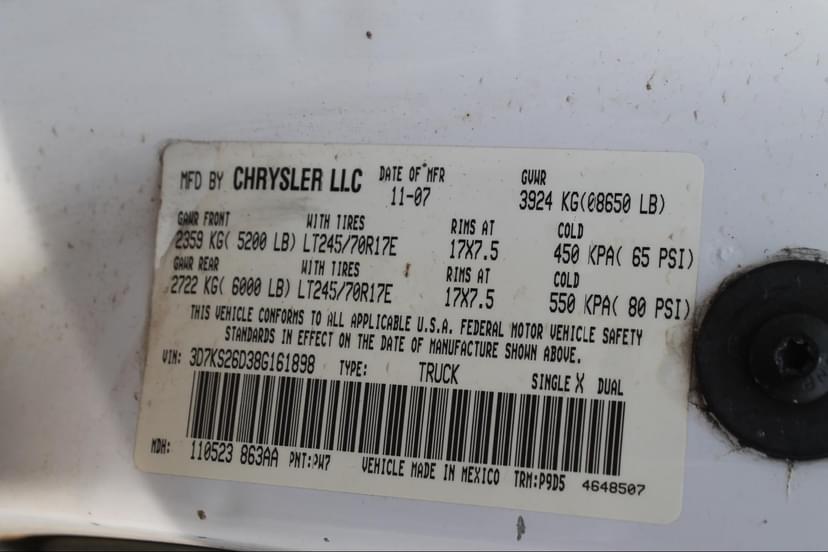 MFD BY CHRYSLER LLC DATE OF MFR GVWR
11-07 3924 KG(08650 LB)
GAWR FRONT WITH TIRES RIMS AT COLD
2359 KG( 5200 LB) LT245/70R17E 17X7.5 450 KPA( 65 PSI)
GAWR REAR WITH TIRES RIMS AT COLD
2722 KG( 6000 LB) LT245/70R17E 17X7.5 550 KPA( 80 PSI)
THIS VEHICLE CONFORMS TO ALL APPLICABLE U.S.A. FEDERAL MOTOR VEHICLE SAFETY
STANDARDS IN EFFECT ON THE DATE OF MANUFACTURE SHOWN ABOVE.
VIN: 3D7KS26D38G161898 TYPE: TRUCK SINGLE X DUAL
MDH: 110523 863AA PNT:PW7 VEHICLE MADE IN MEXICO TRM:P9D5 4648507